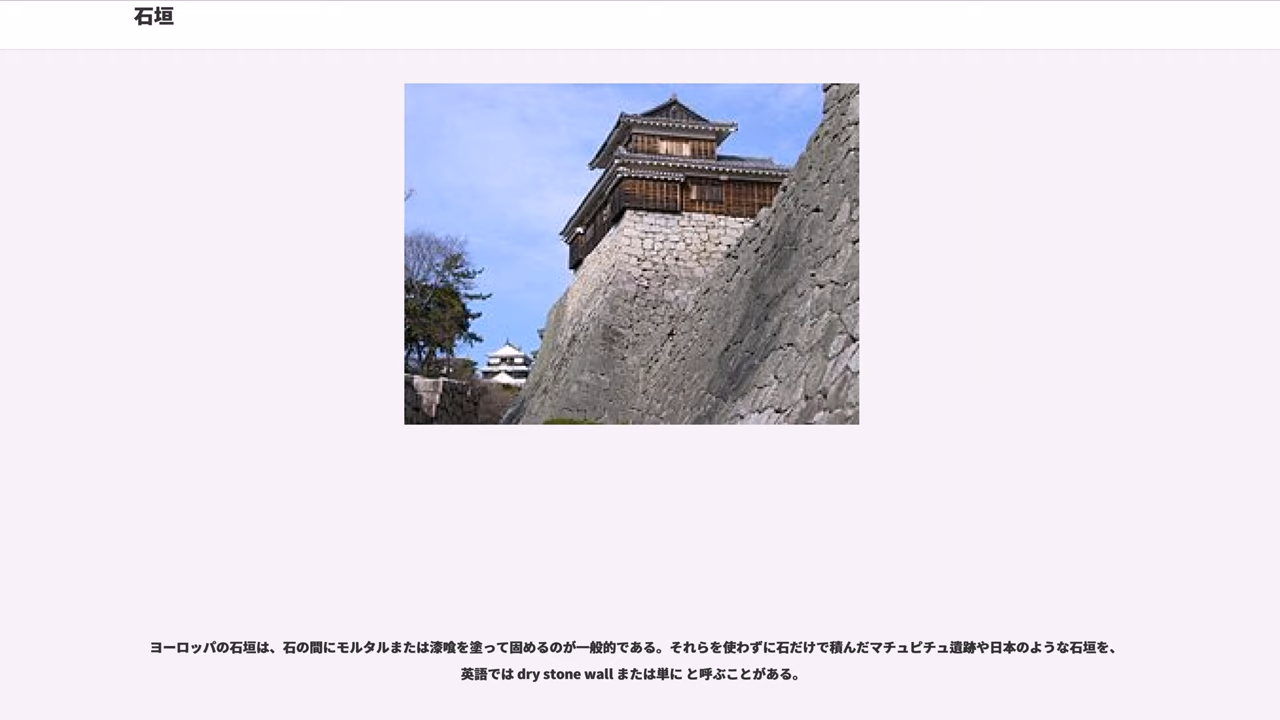 石垣
ヨーロッパの石垣は、石の間にモルタルまたは漆喰を塗って固めるのが一般的である。それらを使わずに石だけで積んだマチュピチュ遺跡や日本のような石垣を、
英語では dry stone wall または単に と呼ぶことがある。